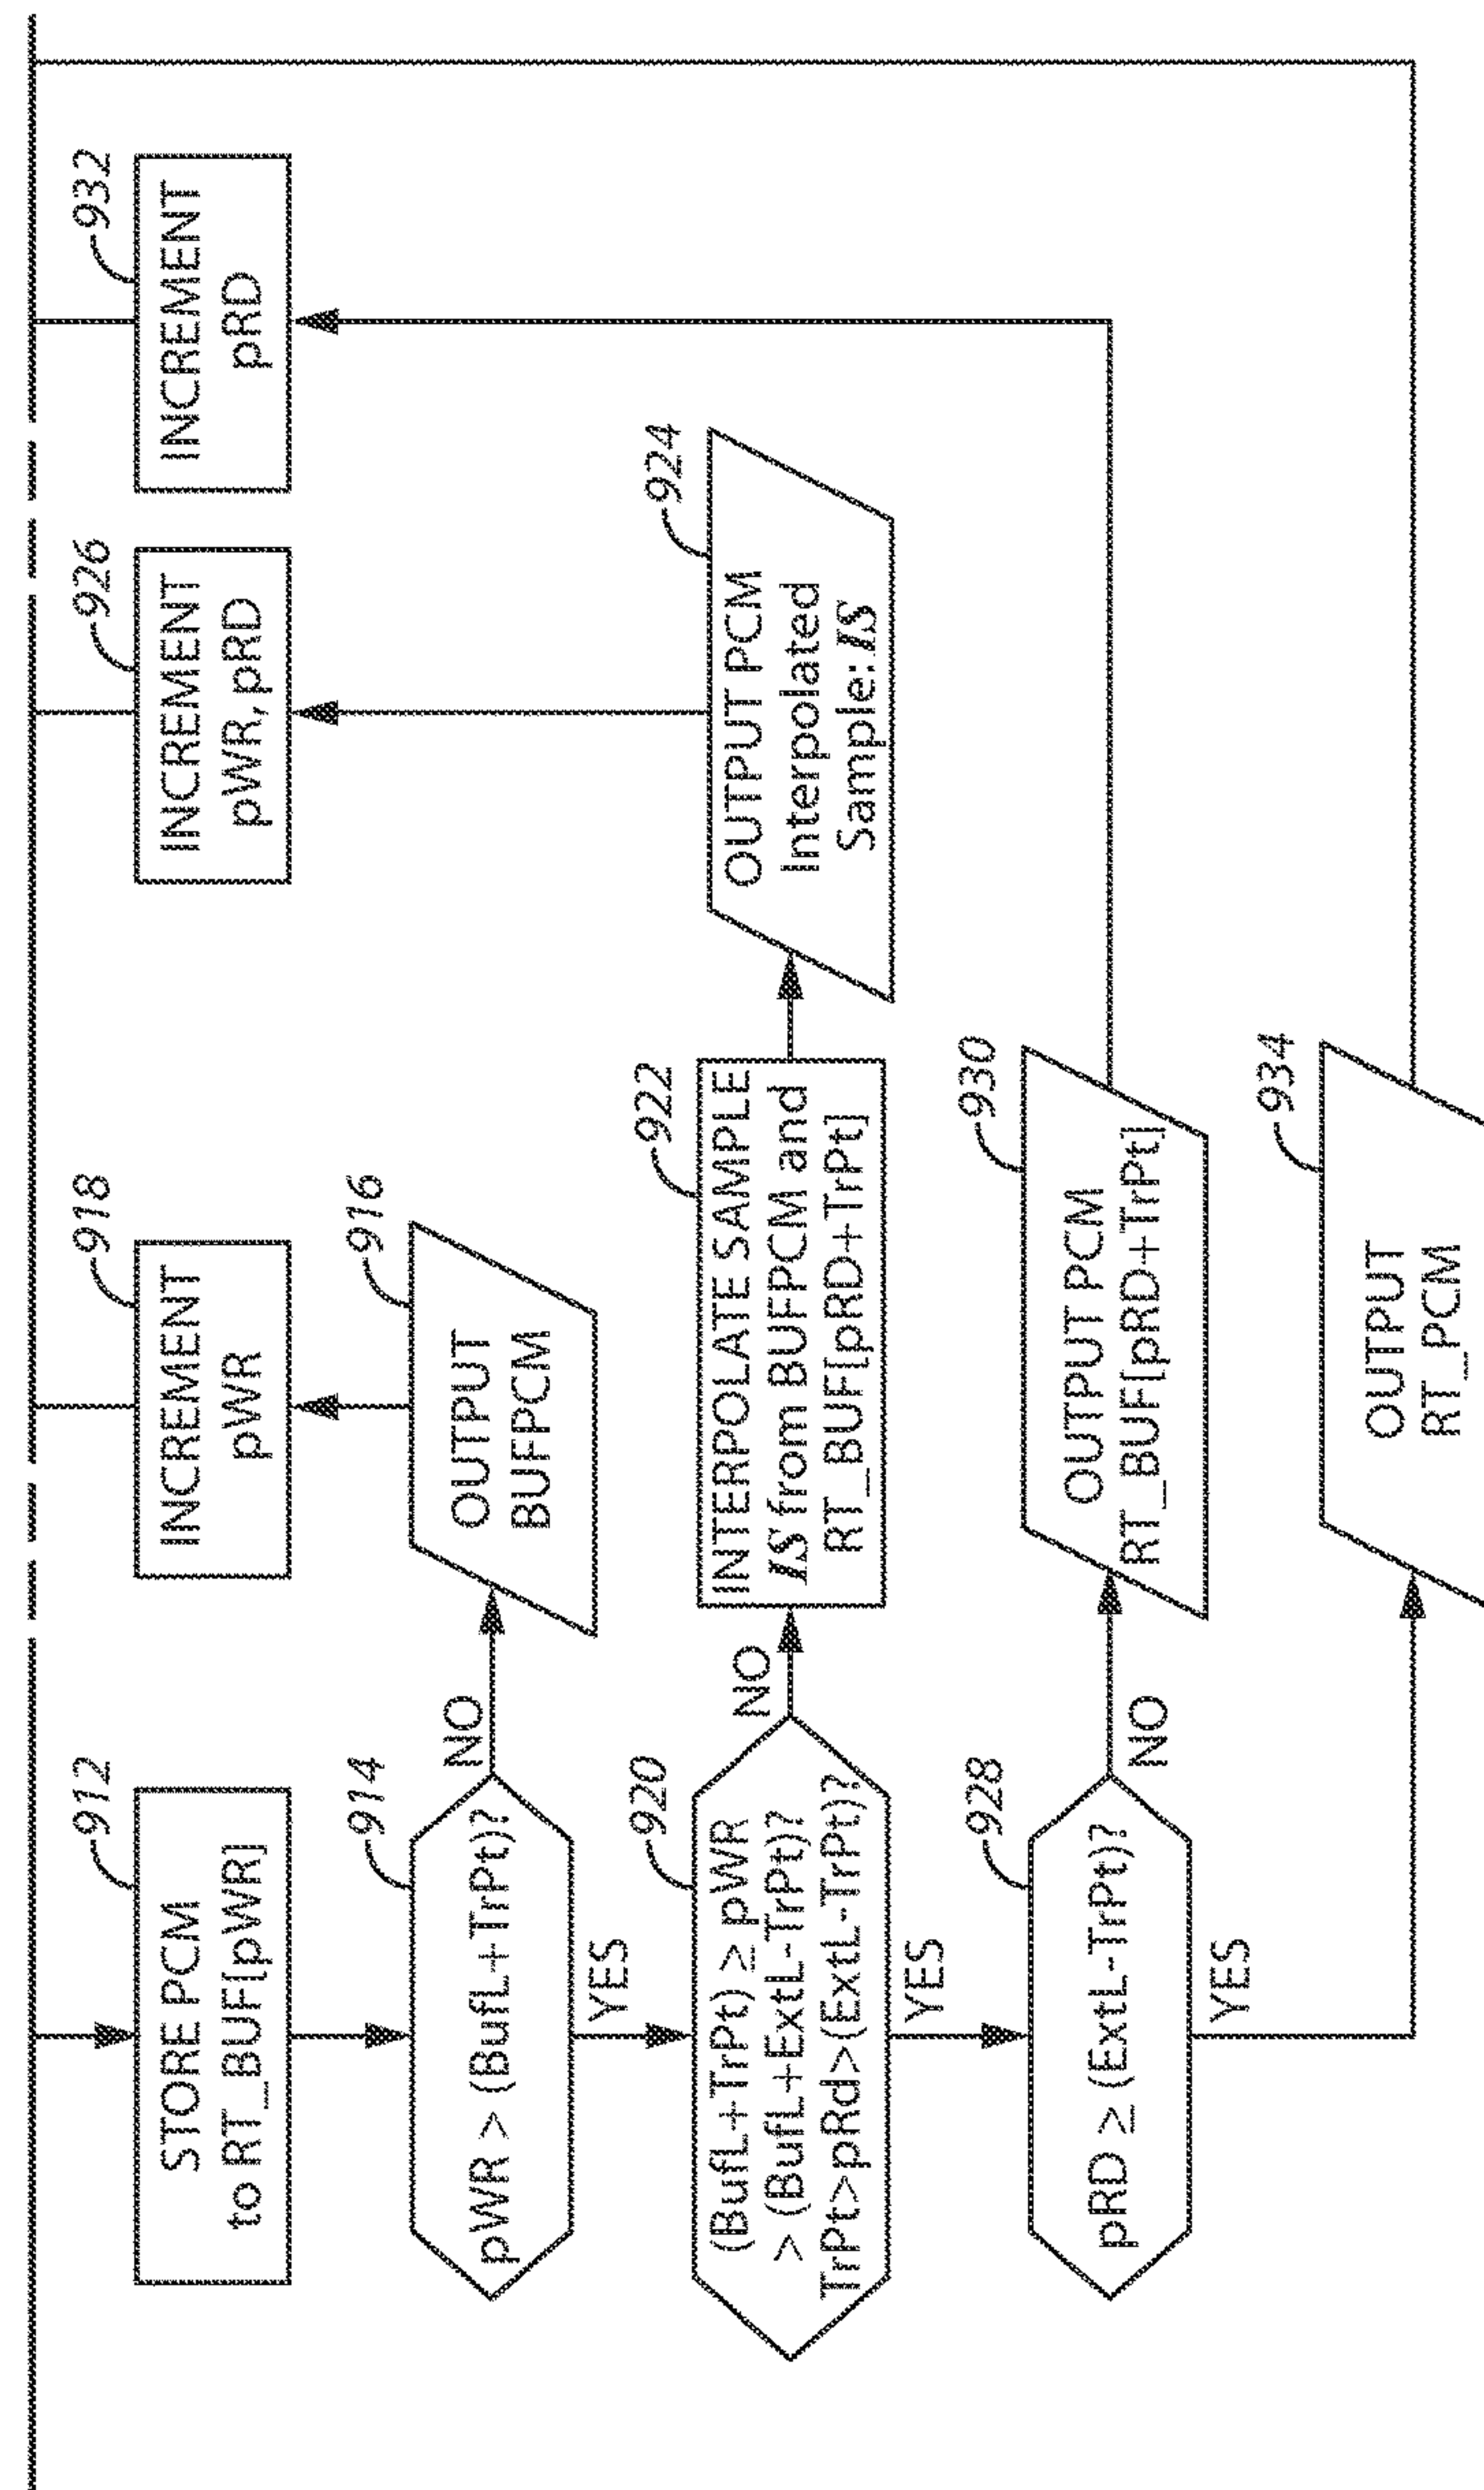 912
STORE PCM
to RT_BUF[pWR]
914
pWR > (BufL+TrPt)?
NO
YES
916
OUTPUT
BUFPCM
918
INCREMENT
pWR
920
(BufL+TrPt) ≥ pWR
> (BufL+ExtL-TrPt)?
TrPt>pRd>(ExtL-TrPt)?
NO
YES
922
INTERPOLATE SAMPLE
IS from BUFPCM and
RT_BUF[pRD+TrPt]
924
OUTPUT PCM
Interpolated
Sample: IS
926
INCREMENT
pWR, pRD
928
pRD ≥ (ExtL-TrPt)?
NO
YES
930
OUTPUT PCM
RT_BUF[pRD+TrPt]
932
INCREMENT
pRD
934
OUTPUT
RT_PCM